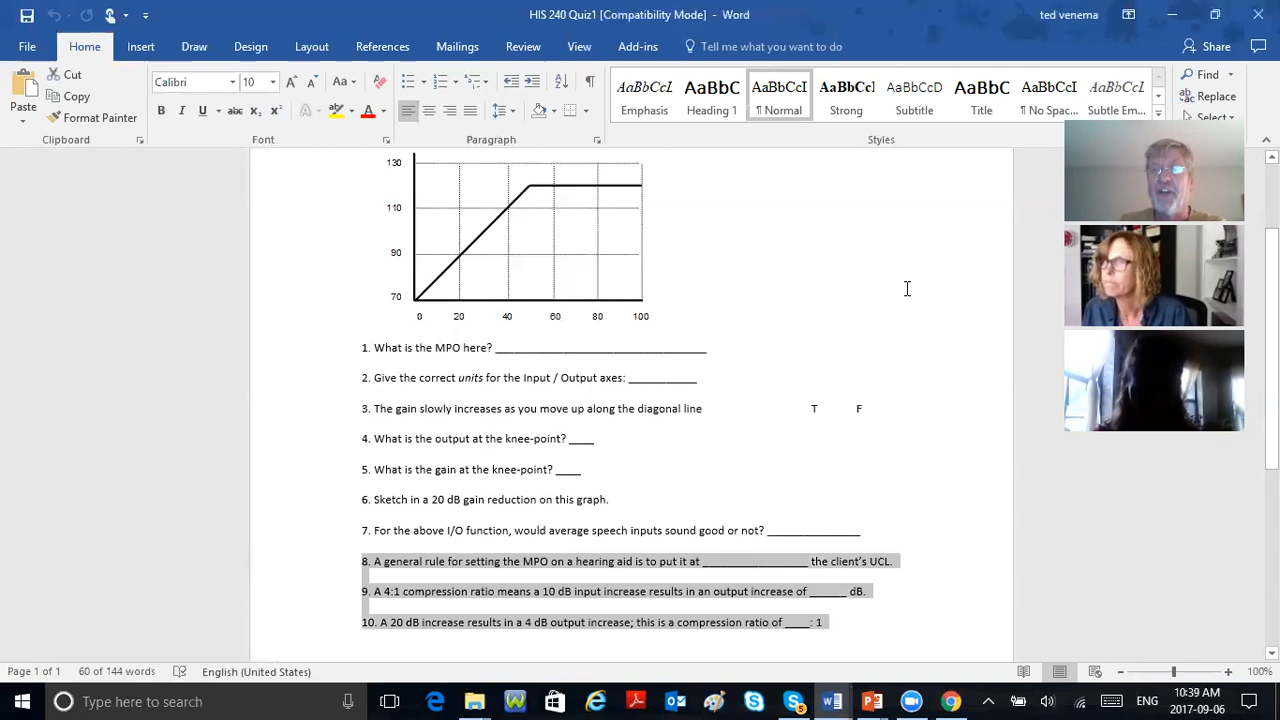 HIS 240 Quiz1 [Compatibility Mode] - Word
ted venema
File Home Insert Draw Design Layout References Mailings Review View Add-ins Tell me what you want to do Share
Paste Cut Copy Format Painter
Calibri 10 Aa
AaBbCcI AaBbC AaBbCcI AaBbCcI AaBbCcD AaBbC AaBbCcI AaBbCcI
Emphasis Heading 1 ¶ Normal Strong Subtitle Title ¶ No Spac... Subtle Em...
Find Replace Select
Clipboard Font Paragraph Styles
130
110
90
70
0 20 40 60 80 100
1. What is the MPO here? ____________________________________
2. Give the correct units for the Input / Output axes: ___________
3. The gain slowly increases as you move up along the diagonal line T F
4. What is the output at the knee-point? ____
5. What is the gain at the knee-point? ____
6. Sketch in a 20 dB gain reduction on this graph.
7. For the above I/O function, would average speech inputs sound good or not? _______________
8. A general rule for setting the MPO on a hearing aid is to put it at _________________ the client's UCL.
9. A 4:1 compression ratio means a 10 dB input increase results in an output increase of ______ dB.
10. A 20 dB increase results in a 4 dB output increase; this is a compression ratio of ____: 1
Page 1 of 1 60 of 144 words English (United States) 100%
Type here to search ENG 10:39 AM
2017-09-06